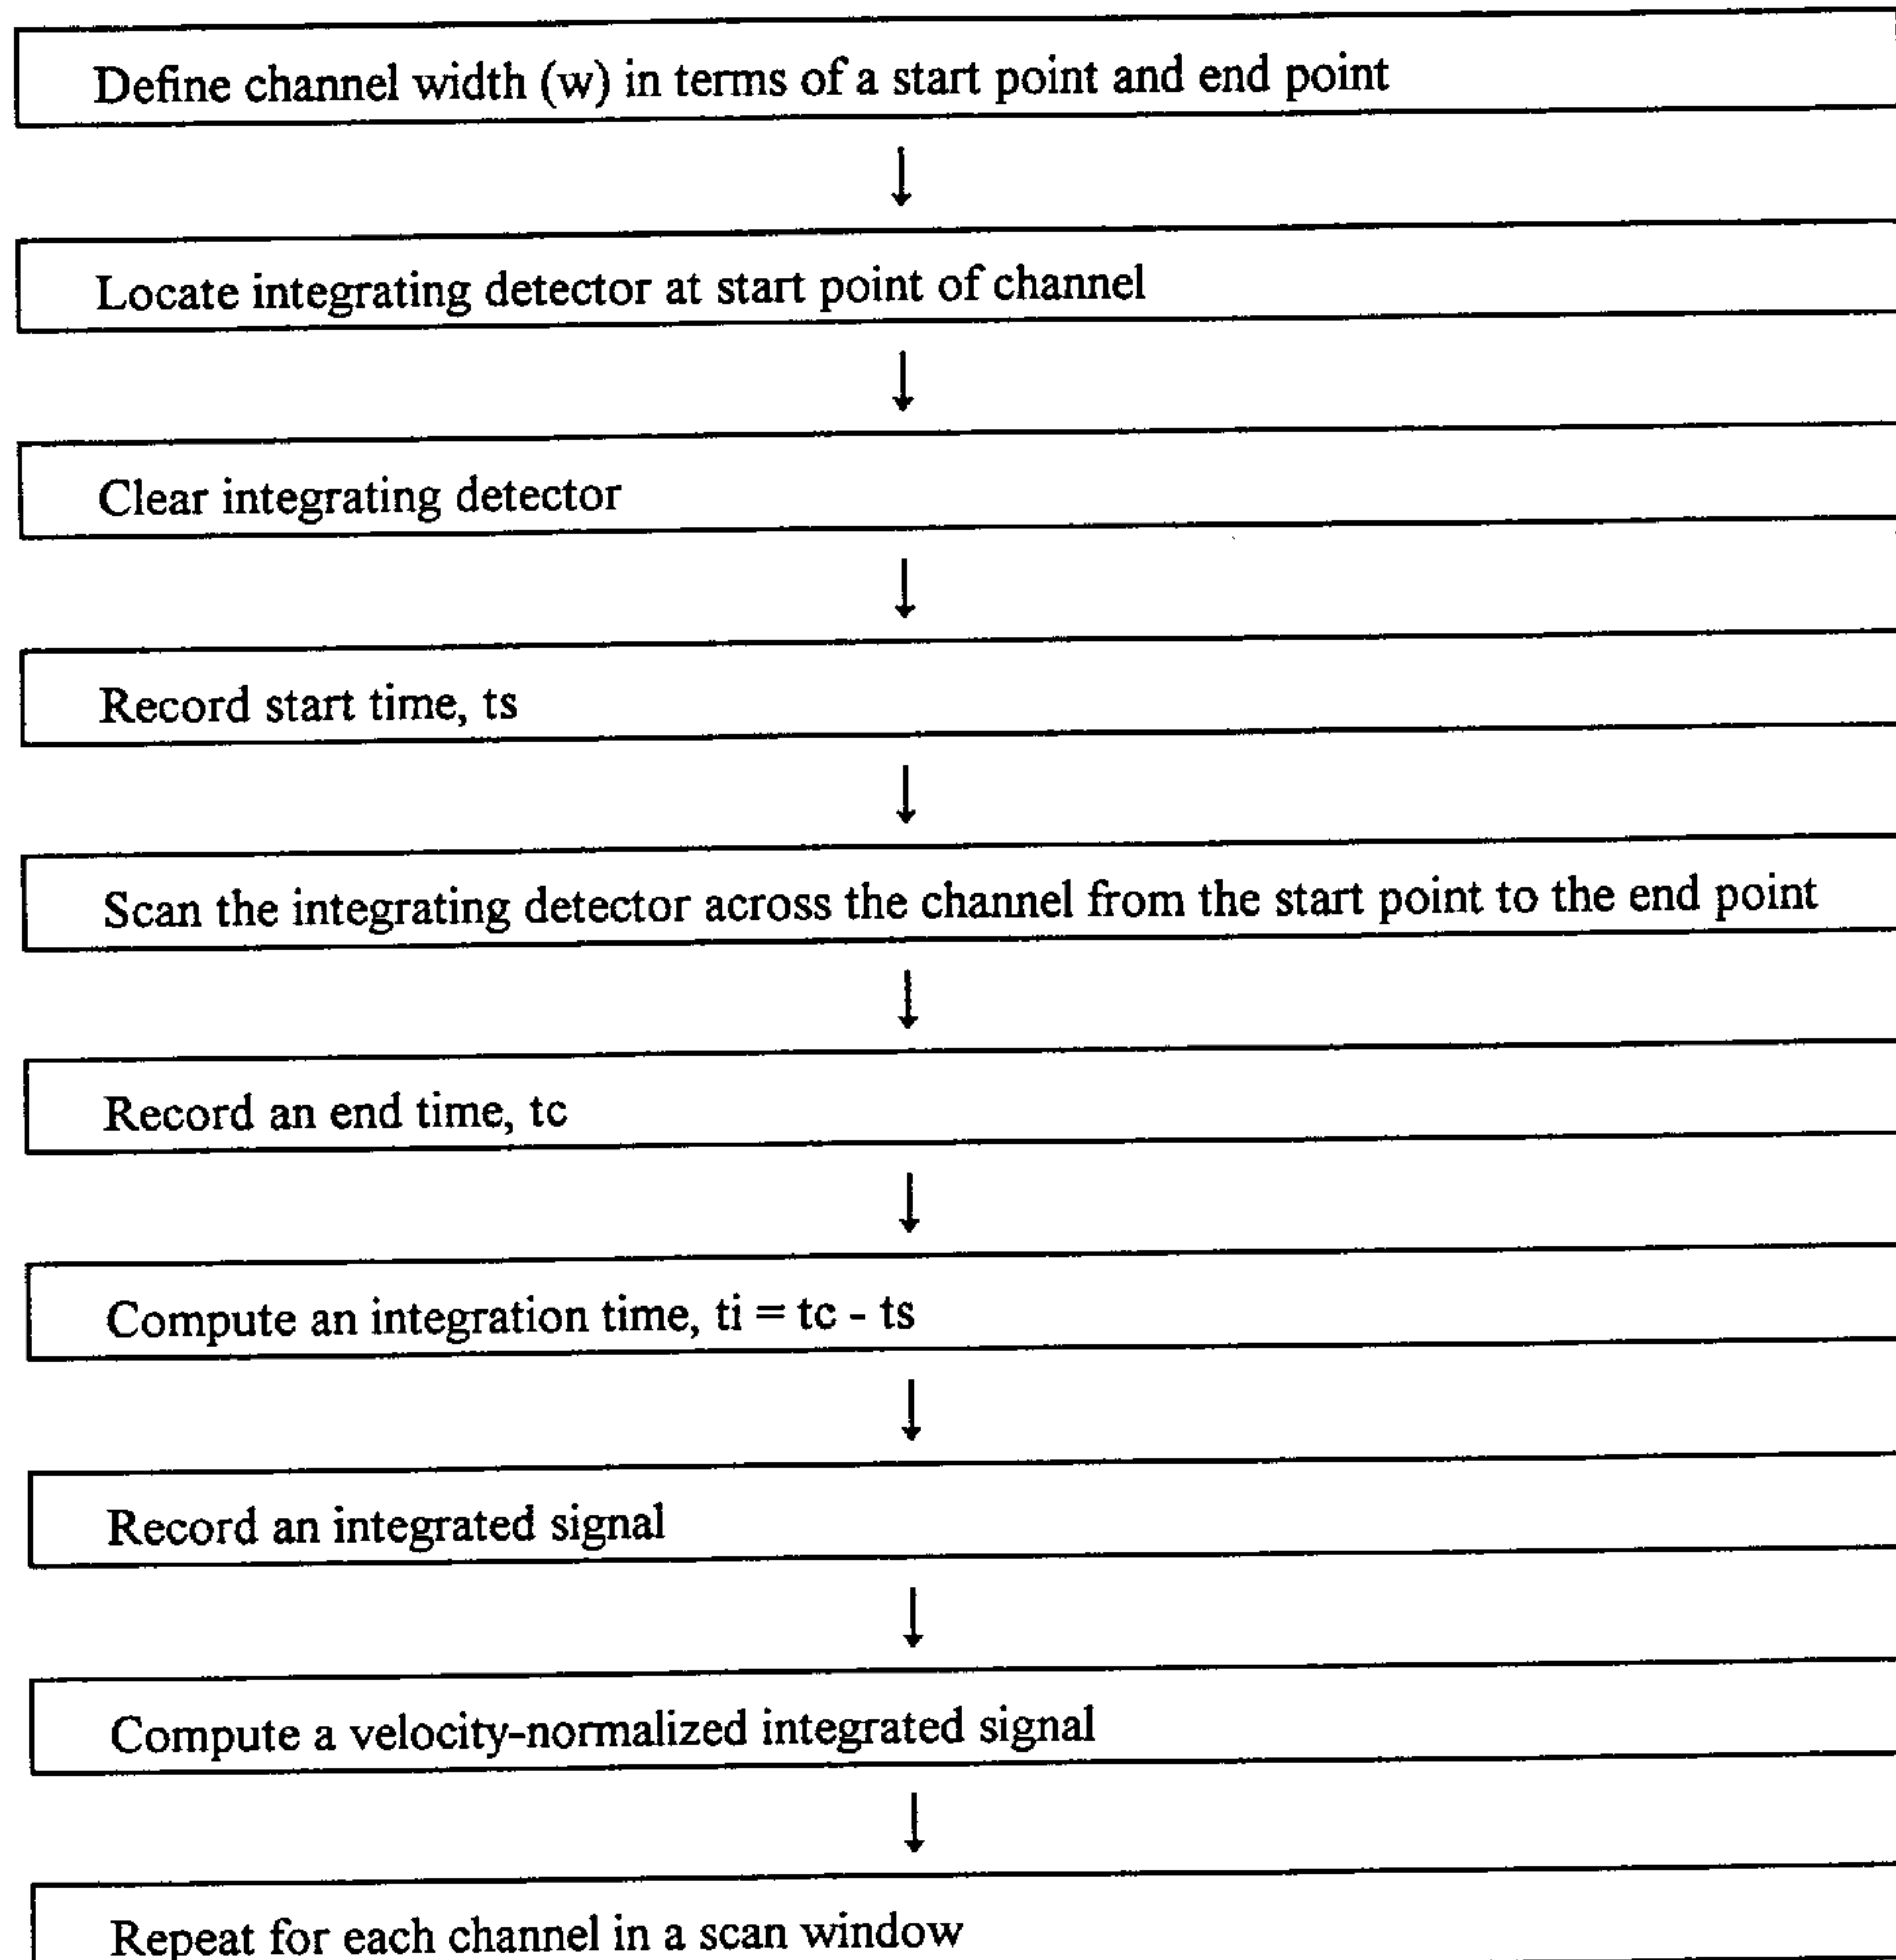 Define channel width (w) in terms of a start point and end point
Locate integrating detector at start point of channel
Clear integrating detector
Record start time, ts
Scan the integrating detector across the channel from the start point to the end point
Record an end time, tc
Compute an integration time, ti = tc - ts
Record an integrated signal
Compute a velocity-normalized integrated signal
Repeat for each channel in a scan window